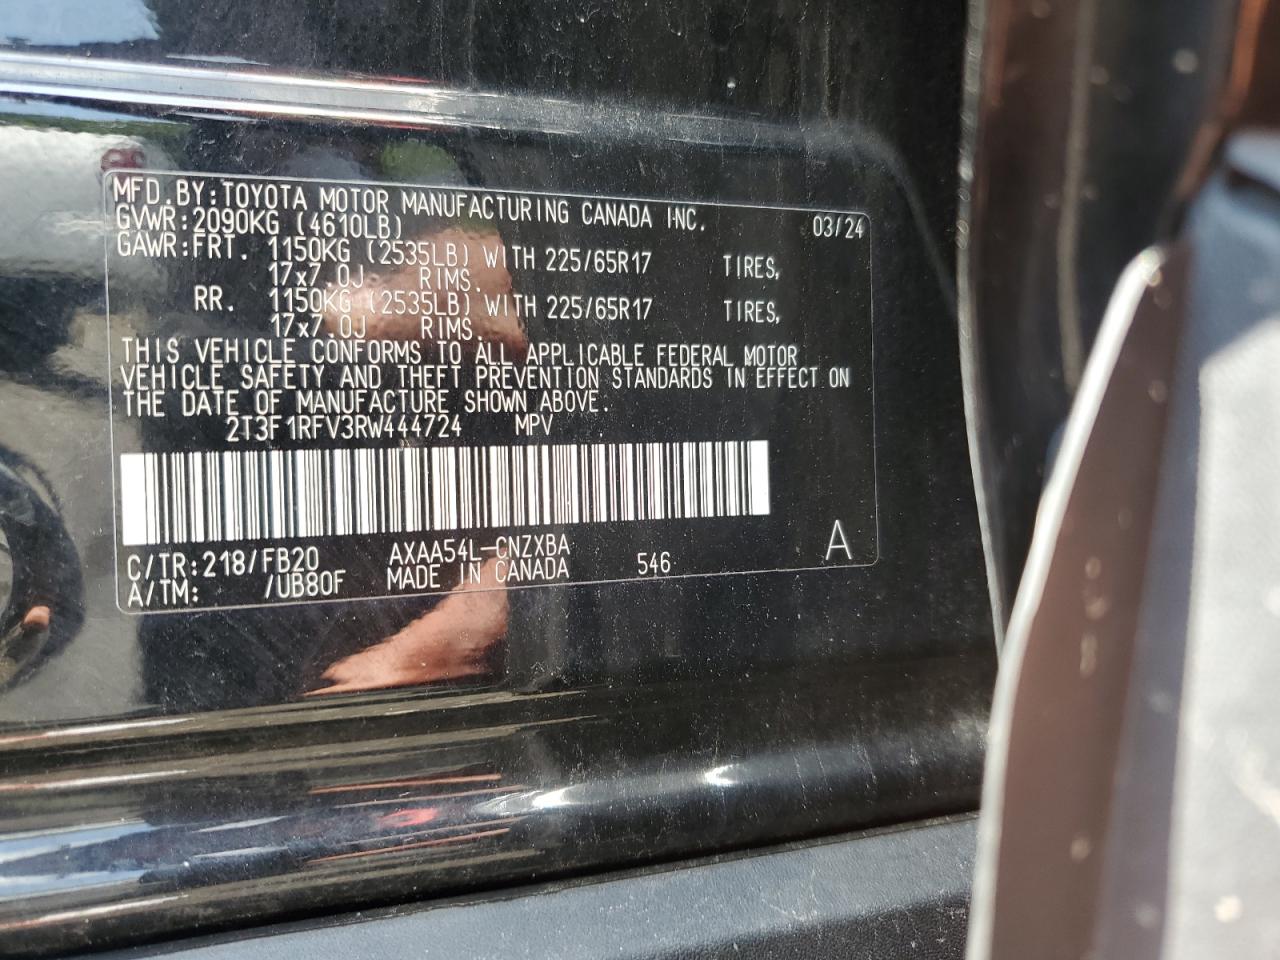 MFD.BY:TOYOTA MOTOR MANUFACTURING CANADA INC. 03/24
GVWR:2090KG (4610LB)
GAWR:FRT. 1150KG (2535LB) WITH 225/65R17 TIRES,
17x7.0J RIMS.
RR. 1150KG (2535LB) WITH 225/65R17 TIRES,
17x7.0J RIMS.
THIS VEHICLE CONFORMS TO ALL APPLICABLE FEDERAL MOTOR
VEHICLE SAFETY AND THEFT PREVENTION STANDARDS IN EFFECT ON
THE DATE OF MANUFACTURE SHOWN ABOVE.
2T3F1RFV3RW444724 MPV
C/TR:218/FB20 AXAA54L-CNZXBA 546 A
A/TM: /UB80F MADE IN CANADA